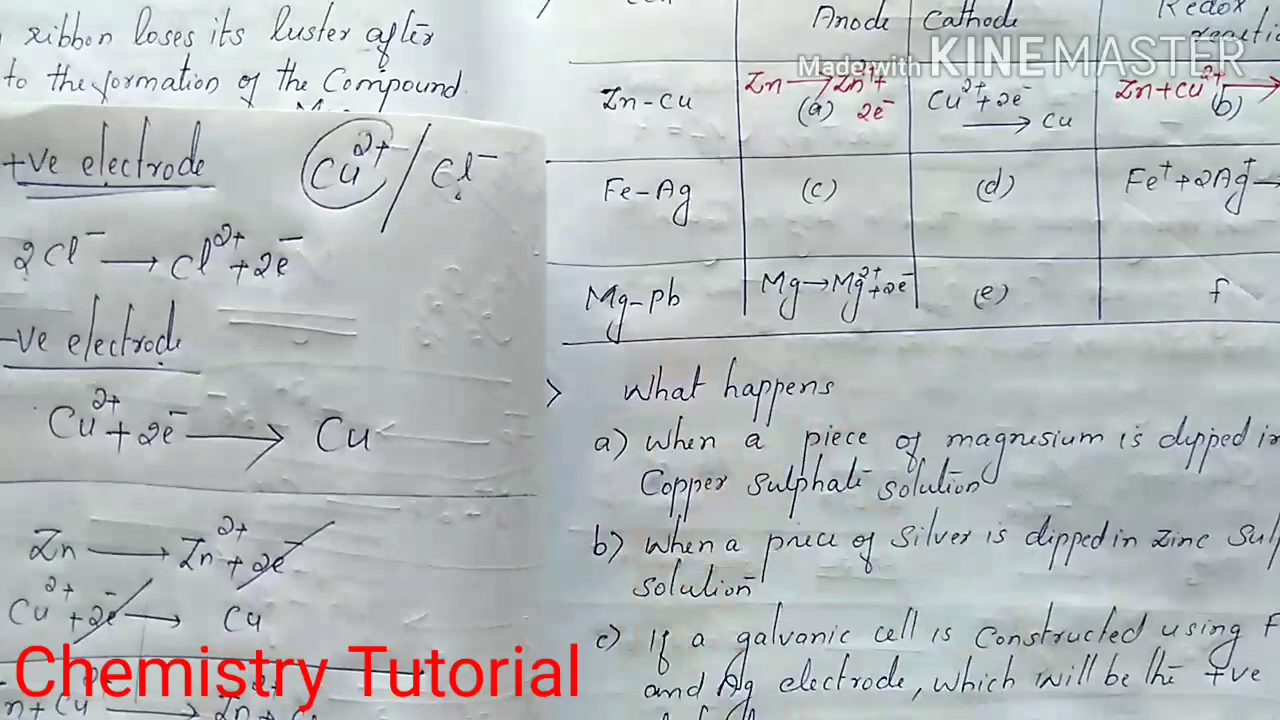 ribbon loses its luster after
to the formation of the Compound
+ve electrode
Cu²⁺ / Cl⁻
2Cl⁻ → Cl²⁺ + 2e⁻
-ve electrode
Cu²⁺ + 2e⁻ → Cu
Zn → Zn²⁺ + 2e⁻
Cu²⁺ + 2e⁻ → Cu
n + Cu²⁺ → Zn²⁺ +
Chemistry Tutorial
Anode Cathode Redox
Made with KINEMASTER
Zn-Cu Zn → Zn²⁺ + 2e⁻ (a) Cu²⁺ + 2e⁻ → Cu Zn + Cu²⁺ → b)
Fe-Ag (c) (d) Fe⁺ + 2Ag⁺ →
Mg-Pb Mg → Mg²⁺ + 2e⁻ (e) f
What happens
a) When a piece of magnesium is dipped in
Copper sulphate solution
b) When a piece of silver is dipped in zinc Sul
solution
c) If a galvanic cell is constructed using F
and Ag electrode, which will be the +ve